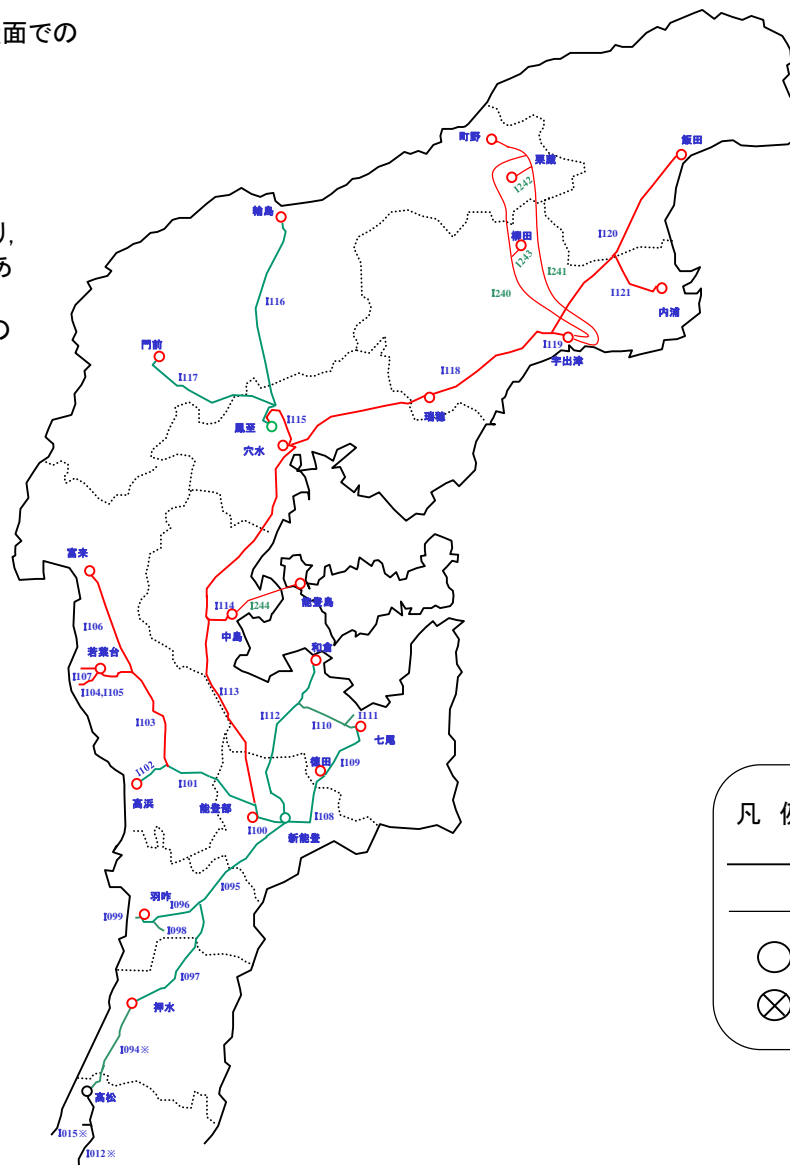 面での
り,
あ
の
町野
粟蔵
飯田
I242
輪島
柳田
I120
I243
I241
I121
I240
内浦
I116
I119
宇出津
門前
I117
I118
I115
瑞穂
鳳至
穴水
富来
I114
I244
能登島
I106
中島
若葉台
和倉
I107
I104,I105
I113
I112
I111
I110
I103
七尾
I109
徳田
I102
I101
高浜
能登部
I100
新能登
I108
凡 例
I095
羽咋
I096
I099
I098
I097
押水
I094※
高松
I015※
I012※